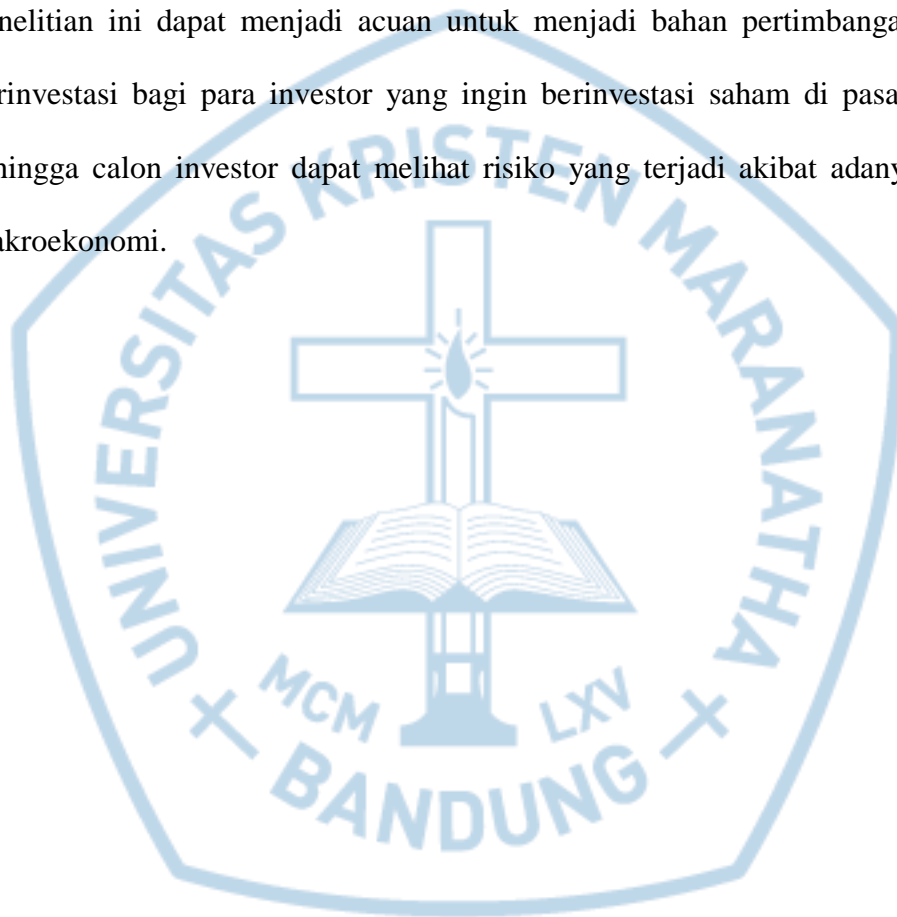 nelitian ini dapat menjadi acuan untuk menjadi bahan pertimbanga
rinvestasi bagi para investor yang ingin berinvestasi saham di pasa
hingga calon investor dapat melihat risiko yang terjadi akibat adany
akroekonomi.
UNIVERSITAS KRISTEN MARANATHA
MCM LXV
BANDUNG